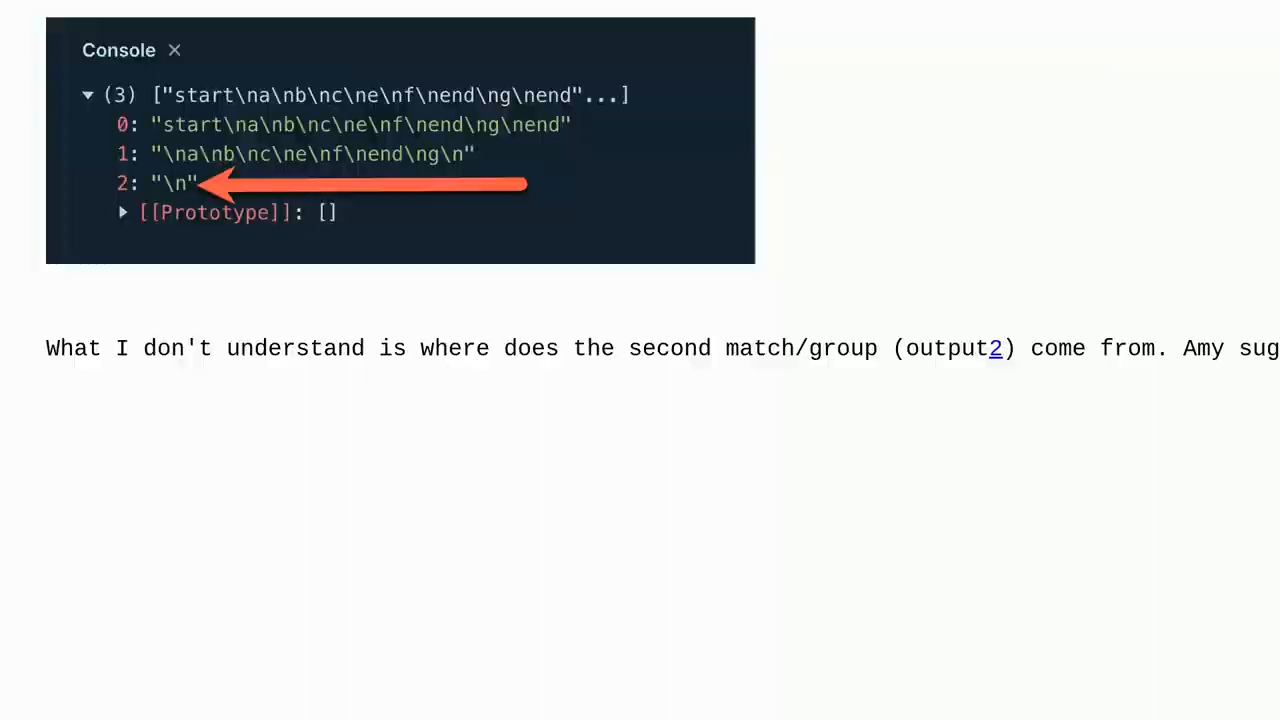 Console ×
(3) ["start\na\nb\nc\ne\nf\nend\ng\nend"...]
0: "start\na\nb\nc\ne\nf\nend\ng\nend"
1: "\na\nb\nc\ne\nf\nend\ng\n"
2: "\n"
[[Prototype]]: []
What I don't understand is where does the second match/group (output2) come from. Amy sug